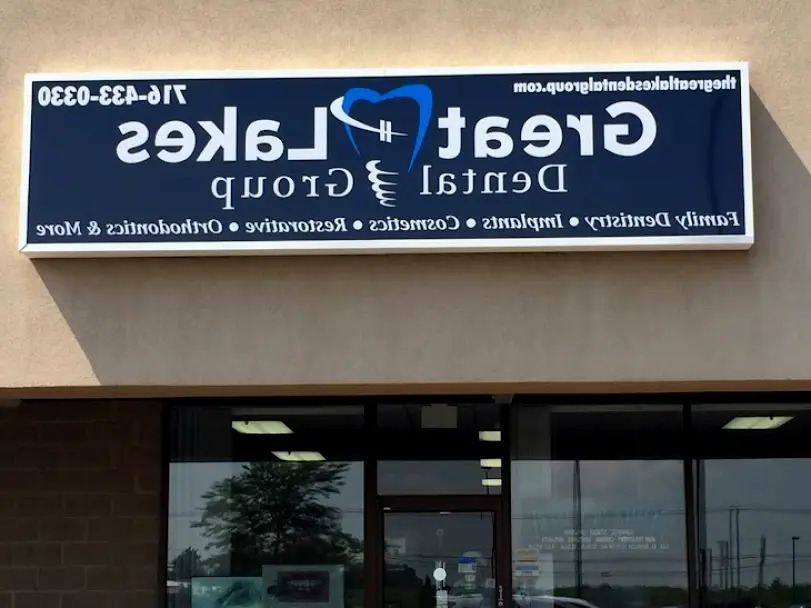 thegreatlakesdentalgroup.com
716-433-0330
Great Lakes
Dental Group
Family Dentistry • Implants • Cosmetics • Restorative • Orthodontics & More